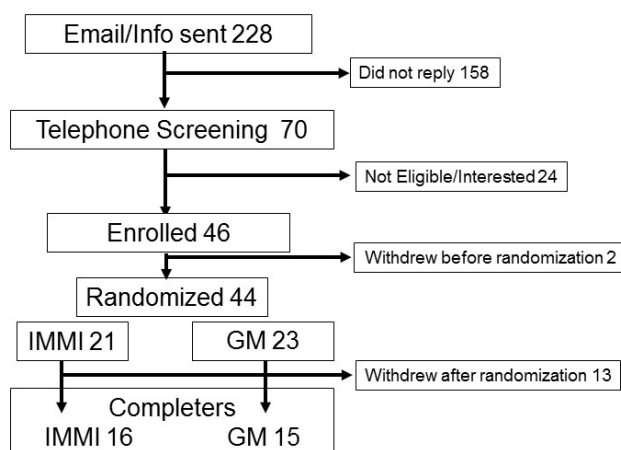 Email/Info sent 228
Did not reply 158
Telephone Screening 70
Not Eligible/Interested 24
Enrolled 46
Withdrew before randomization 2
Randomized 44
IMMI 21
GM 23
Withdrew after randomization 13
Completers
IMMI 16 GM 15